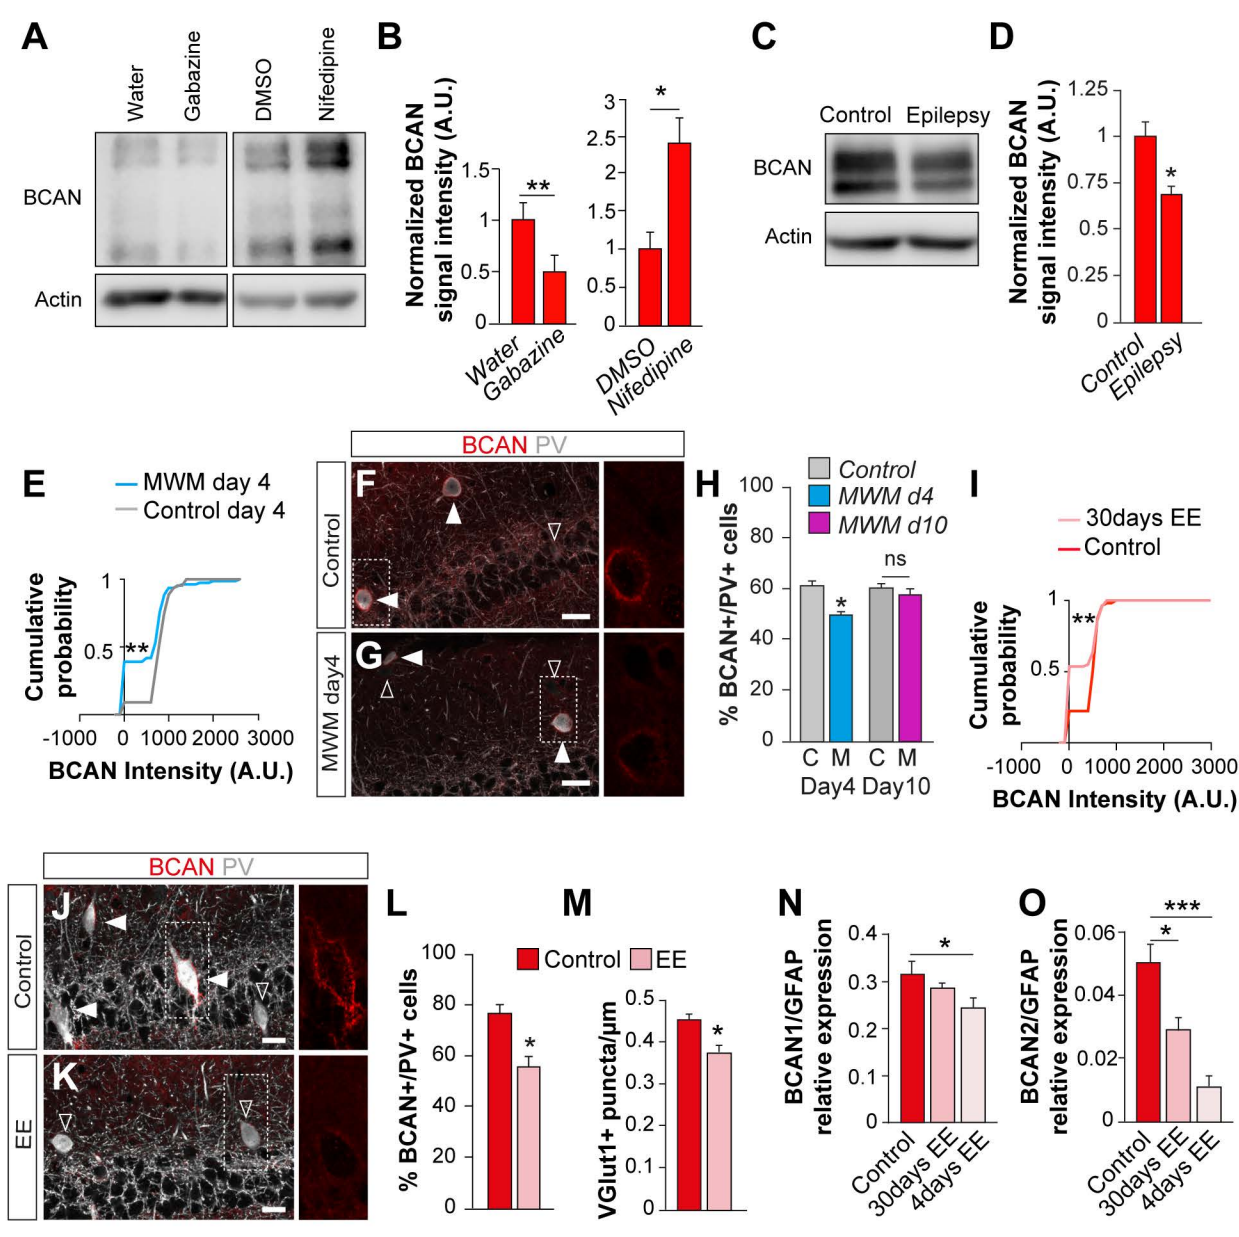 A
Water
Gabazine
DMSO
Nifedipine
BCAN
Actin
B
Normalized BCAN
signal intensity (A.U.)
1.5
1
0.5
0
**
Water
Gabazine
3
2.5
2
1.5
1
0.5
0
*
DMSO
Nifedipine
C
Control Epilepsy
BCAN
Actin
D
Normalized BCAN
signal intensity (A.U.)
1.25
1
0.75
0.5
0.25
0
*
Control
Epilepsy
E
MWM day 4
Control day 4
Cumulative
probability
1
0.5
**
-1000 0 1000 2000 3000
BCAN Intensity (A.U.)
BCAN PV
Control
F
MWM day4
G
H
Control
MWM d4
MWM d10
% BCAN+/PV+ cells
100
80
60
40
20
0
*
ns
C M C M
Day4 Day10
I
30days EE
Control
Cumulative
probability
1
0.5
**
-1000 0 1000 2000 3000
BCAN Intensity (A.U.)
BCAN PV
Control
J
EE
K
L
Control EE
% BCAN+/PV+ cells
100
80
60
40
20
0
*
M
VGlut1+ puncta/µm
0.5
0.4
0.3
0.2
0.1
0
*
N
BCAN1/GFAP
relative expression
0.4
0.3
0.2
0.1
0
*
Control
30days EE
4days EE
O
BCAN2/GFAP
relative expression
0.06
0.04
0.02
0
***
*
Control
30days EE
4days EE